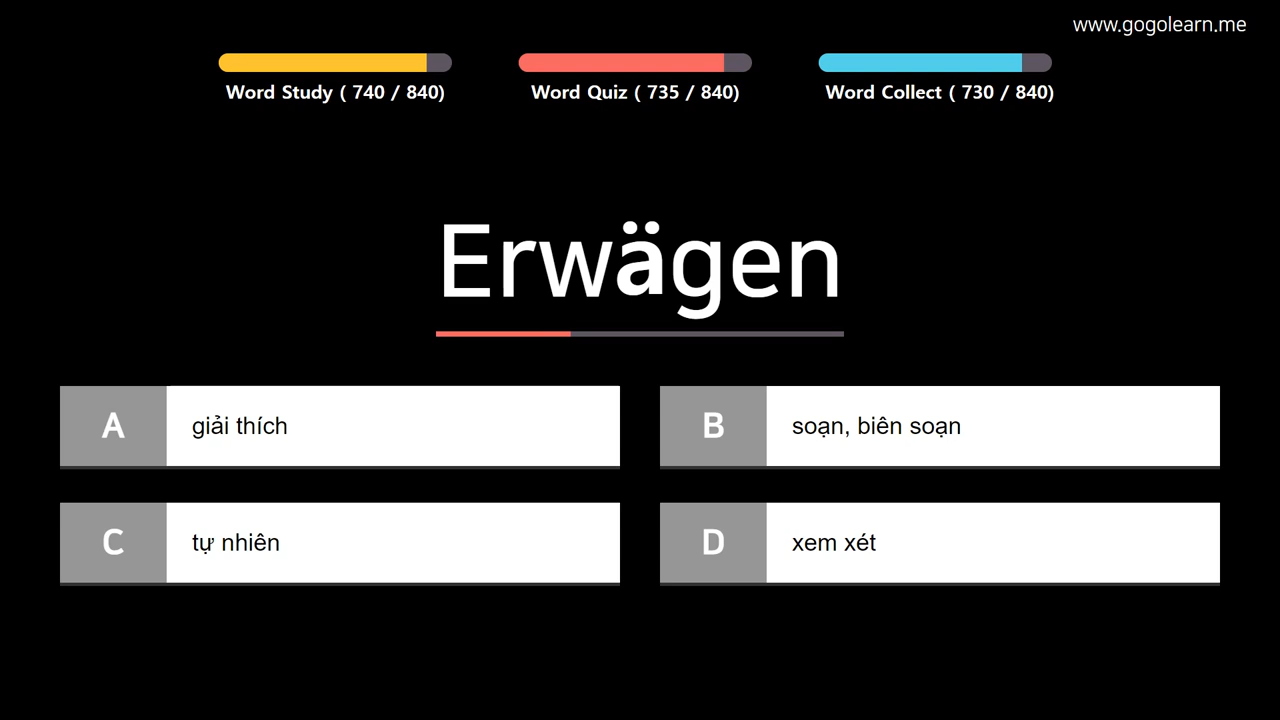 www.gogolearn.me
Word Study ( 740 / 840)
Word Quiz ( 735 / 840)
Word Collect ( 730 / 840)
Erwägen
A giải thích
B soạn, biên soạn
C tự nhiên
D xem xét